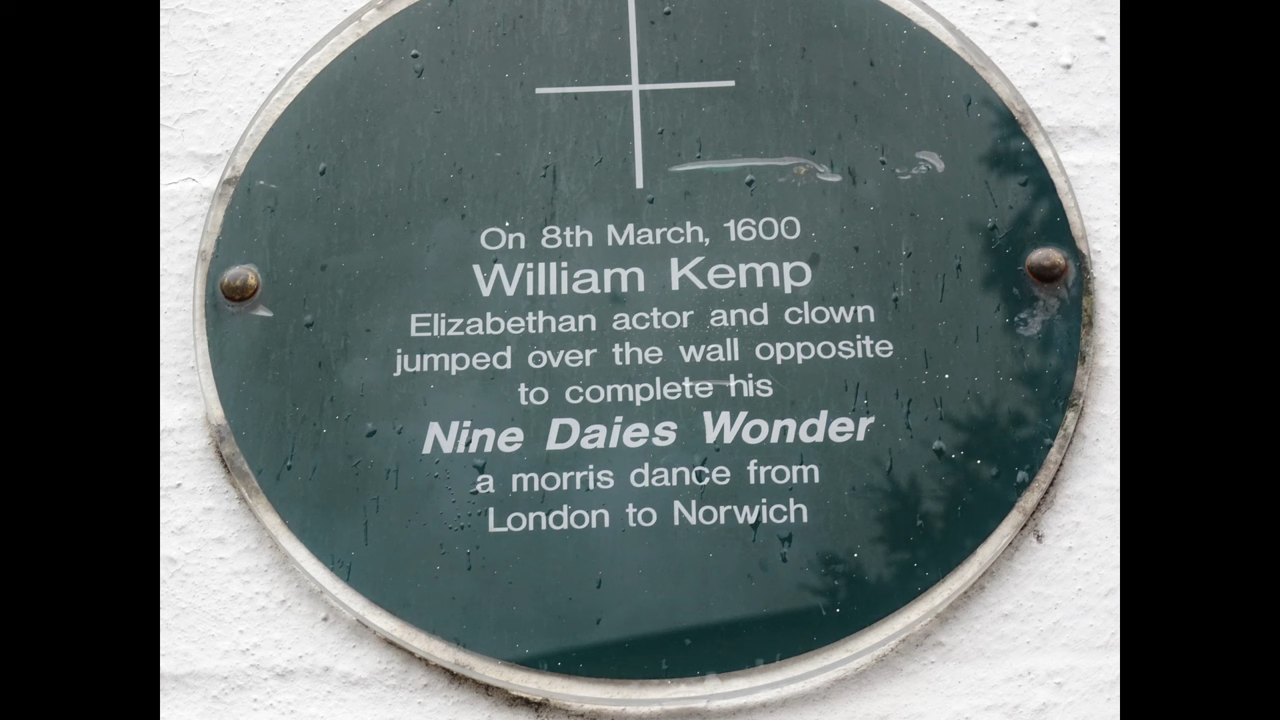 On 8th March, 1600
William Kemp
Elizabethan actor and clown
jumped over the wall opposite
to complete his
Nine Daies Wonder
a morris dance from
London to Norwich